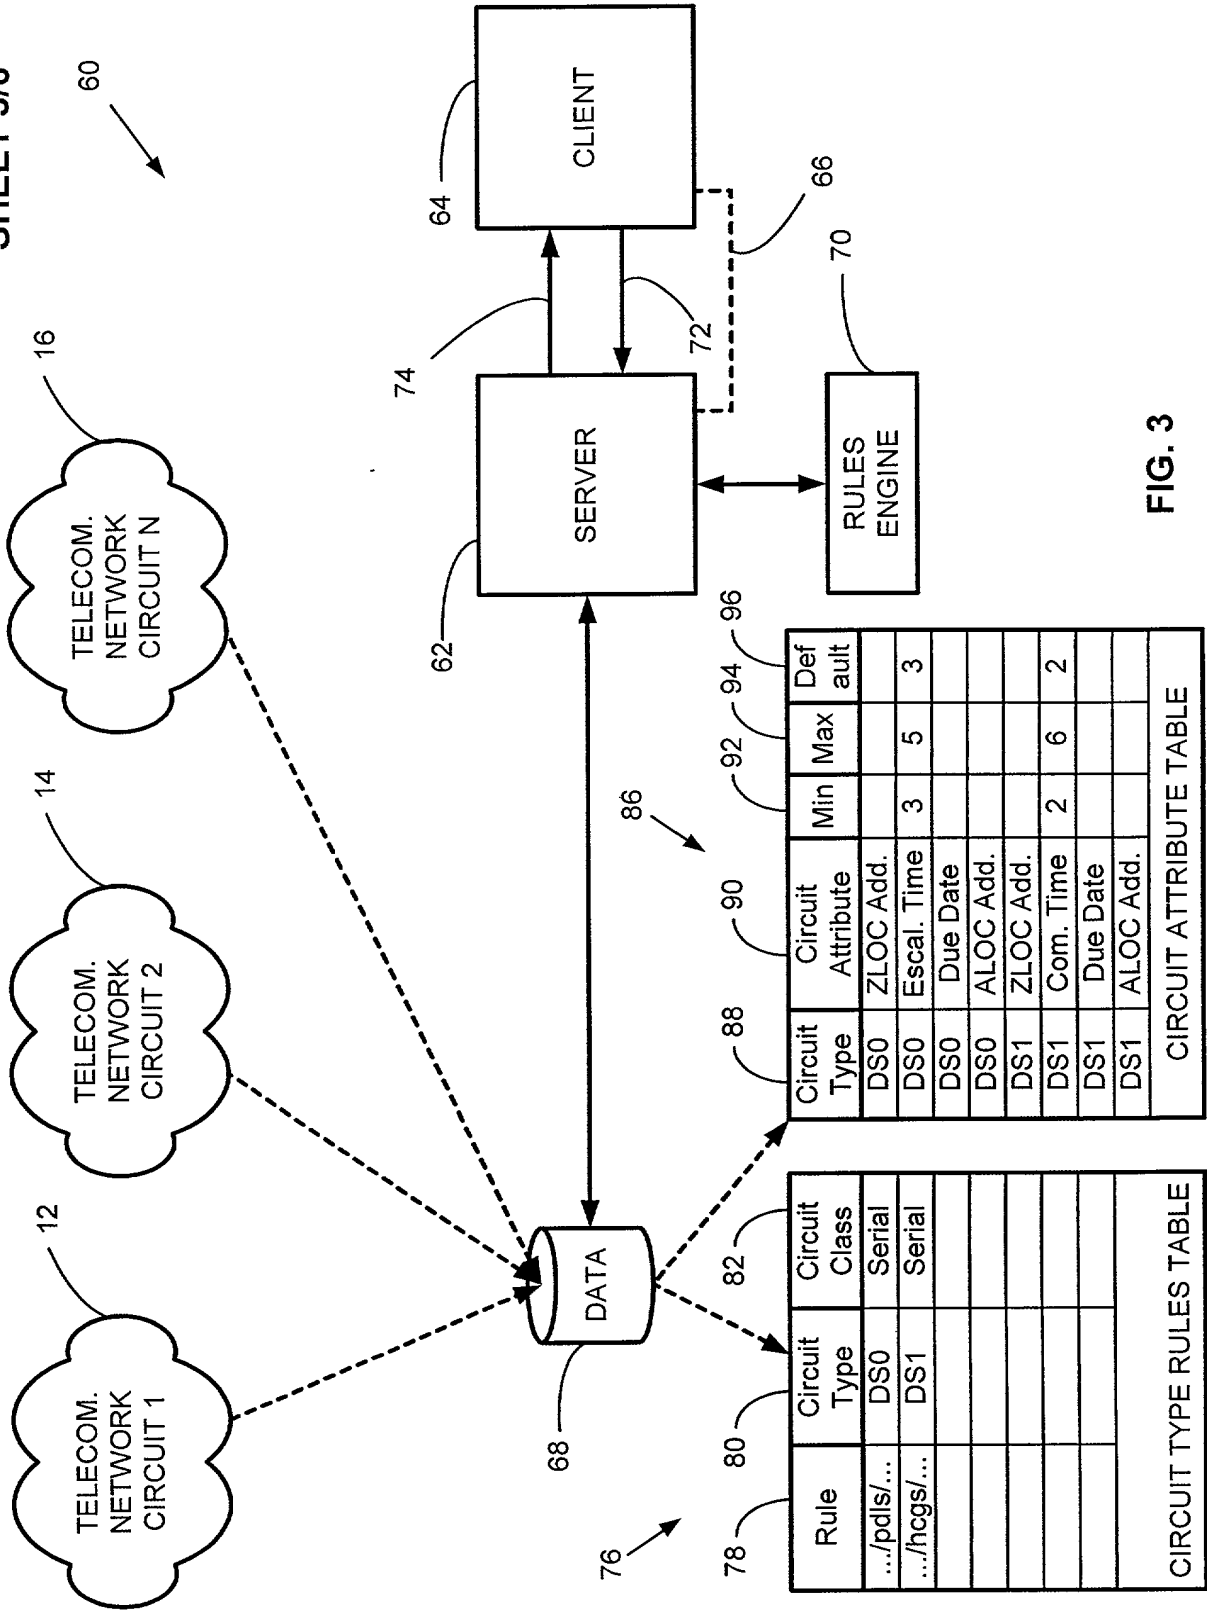 60
TELECOM.
NETWORK
CIRCUIT 1
12
TELECOM.
NETWORK
CIRCUIT 2
14
TELECOM.
NETWORK
CIRCUIT N
16
DATA
68
SERVER
62
CLIENT
64
74
72
66
RULES
ENGINE
70
76
78
80
82
Rule
Circuit
Type
Circuit
Class
.../pdls/... DS0 Serial
.../hcgs/... DS1 Serial
CIRCUIT TYPE RULES TABLE
86
88
90
92
94
96
Circuit
Type
Circuit
Attribute
Min
Max
Def
ault
DS0 ZLOC Add.
DS0 Escal. Time 3 5 3
DS0 Due Date
DS0 ALOC Add.
DS1 ZLOC Add.
DS1 Com. Time 2 6 2
DS1 Due Date
DS1 ALOC Add.
CIRCUIT ATTRIBUTE TABLE
FIG. 3